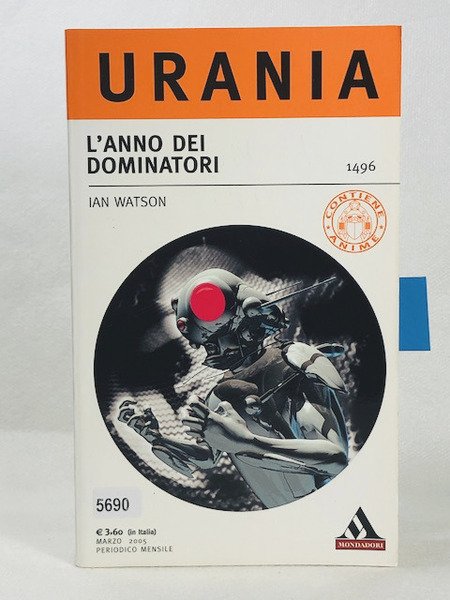 URANIA
L'ANNO DEI
DOMINATORI
1496
IAN WATSON
CONTIENE
ANIME
5690
€ 3,60 (in Italia)
MARZO 2005
PERIODICO MENSILE
MONDADORI